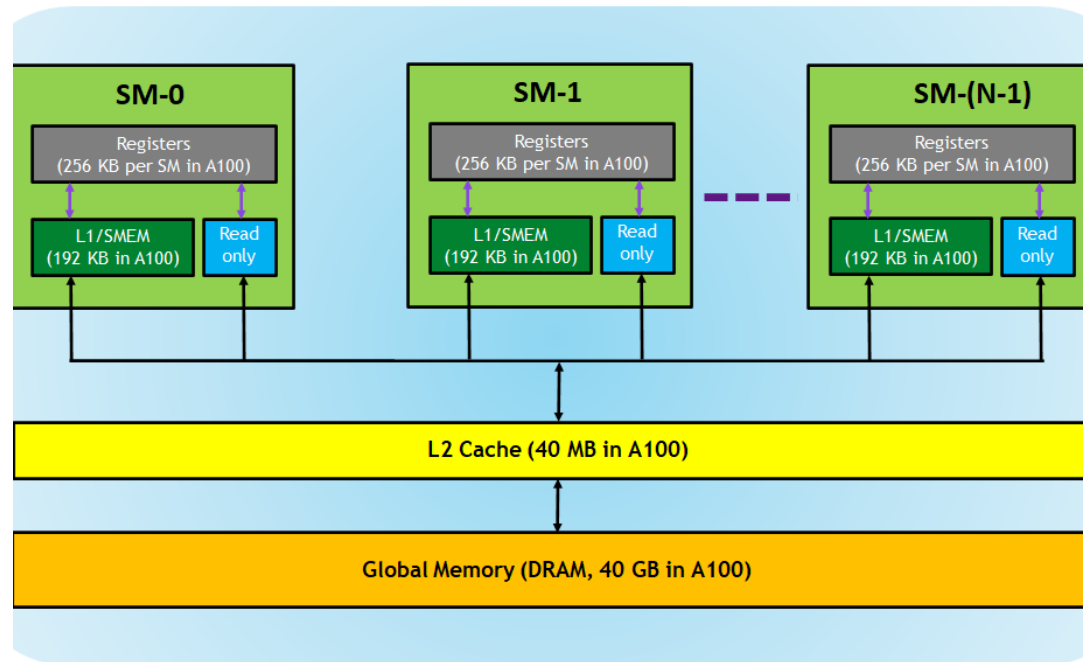 SM-0
Registers
(256 KB per SM in A100)
L1/SMEM
(192 KB in A100)
Read
only
SM-1
Registers
(256 KB per SM in A100)
L1/SMEM
(192 KB in A100)
Read
only
SM-(N-1)
Registers
(256 KB per SM in A100)
L1/SMEM
(192 KB in A100)
Read
only
L2 Cache (40 MB in A100)
Global Memory (DRAM, 40 GB in A100)